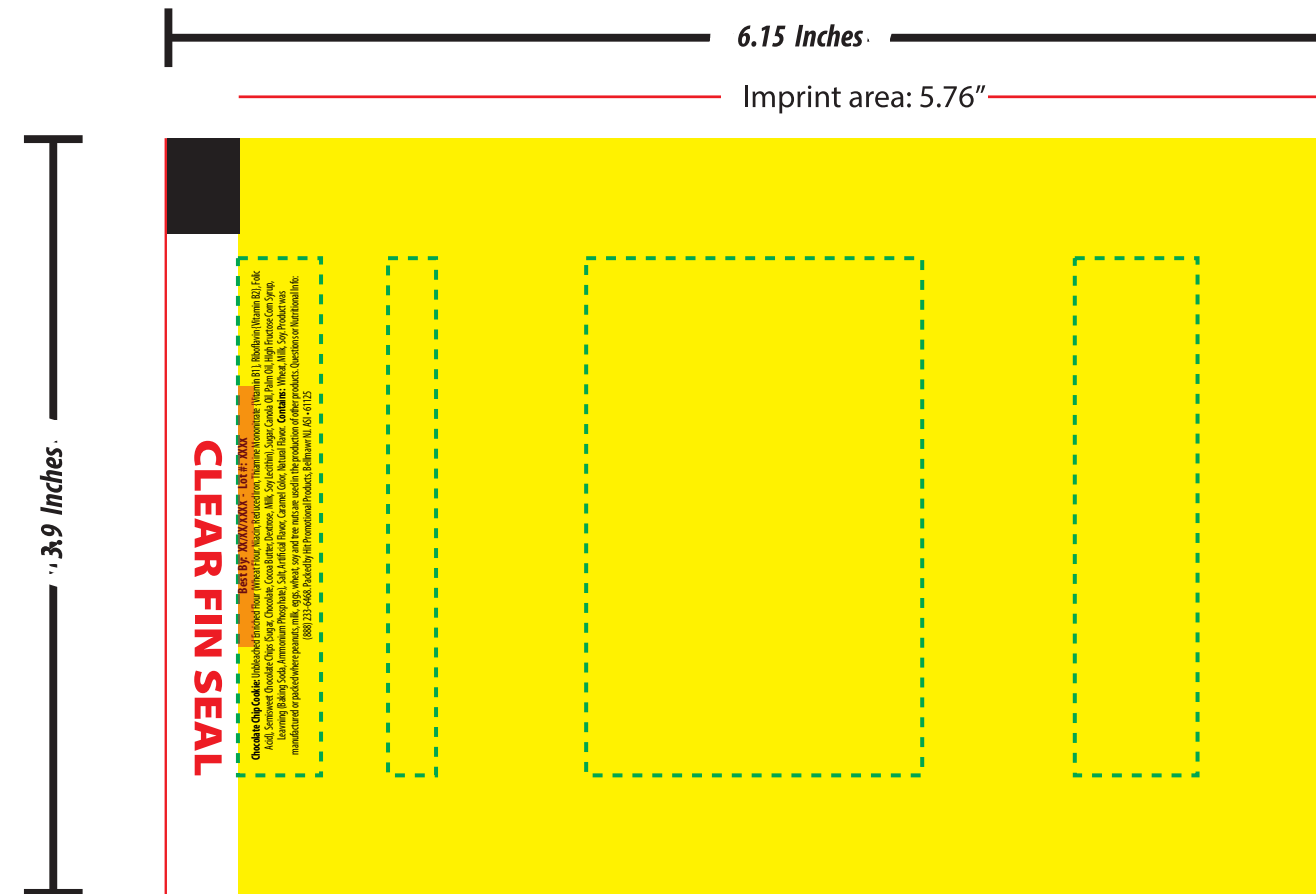 6.15 Inches
Imprint area: 5.76”
3.9 Inches
CLEAR FIN SEAL
Best By: XX/XX/XXXX - Lot #: XXXX
Chocolate Chip Cookie: Unbleached Enriched Flour (Wheat Flour, Niacin, Reduced Iron, Thiamine Mononitrate [Vitamin B1], Riboflavin [Vitamin B2], Folic
Acid), Semisweet Chocolate Chips (Sugar, Chocolate, Cocoa Butter, Dextrose, Milk, Soy Lecithin), Sugar, Canola Oil, Palm Oil, High Fructose Corn Syrup,
Leavning (Baking Soda, Ammonium Phosphate), Salt, Artificial Flavor, Caramel Color, Natural Flavor. Contains: Wheat, Milk, Soy. Product was
manufactured or packed where peanuts, milk, eggs, wheat, soy and tree nuts are used in the production of other products. Questions or Nutritional Info:
(888) 233-6468. Packed by Hit Promotional Products, Bellmawr NJ. ASI • 61125